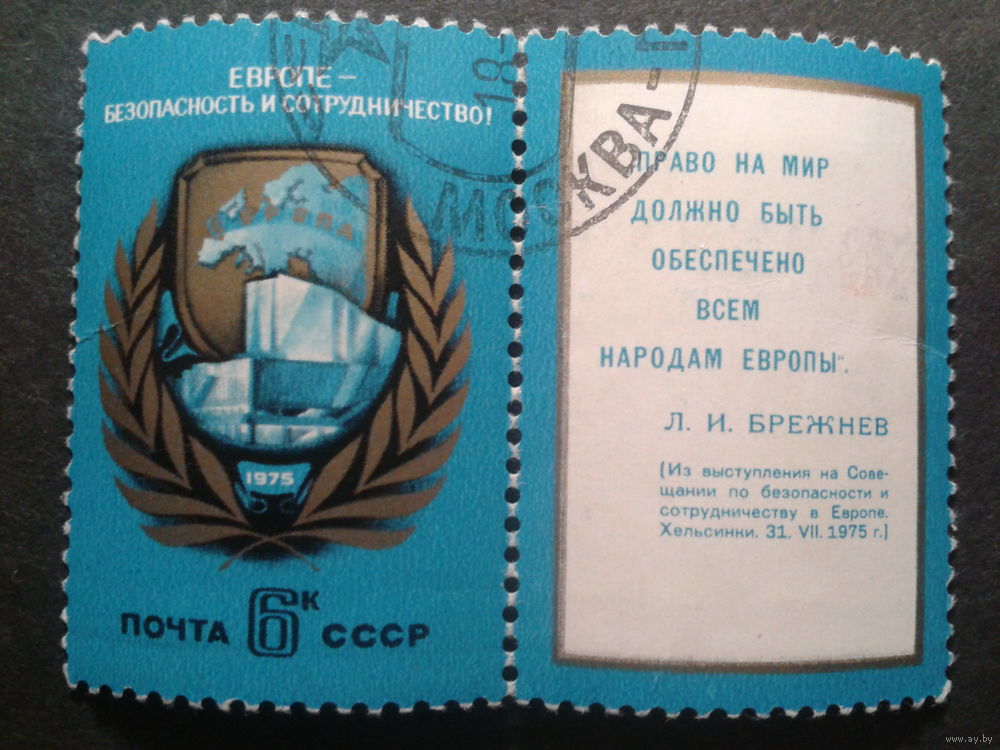 ЕВРОПЕ —
БЕЗОПАСНОСТЬ И СОТРУДНИЧЕСТВО!
ЕВРОПА
1975
ПОЧТА 6К СССР
МОСКВА
18-
ПРАВО НА МИР
ДОЛЖНО БЫТЬ
ОБЕСПЕЧЕНО
ВСЕМ
НАРОДАМ ЕВРОПЫ".
Л. И. БРЕЖНЕВ
(Из выступления на Сове-
щании по безопасности и
сотрудничеству в Европе.
Хельсинки. 31. VII. 1975 г.)
www.ay.by